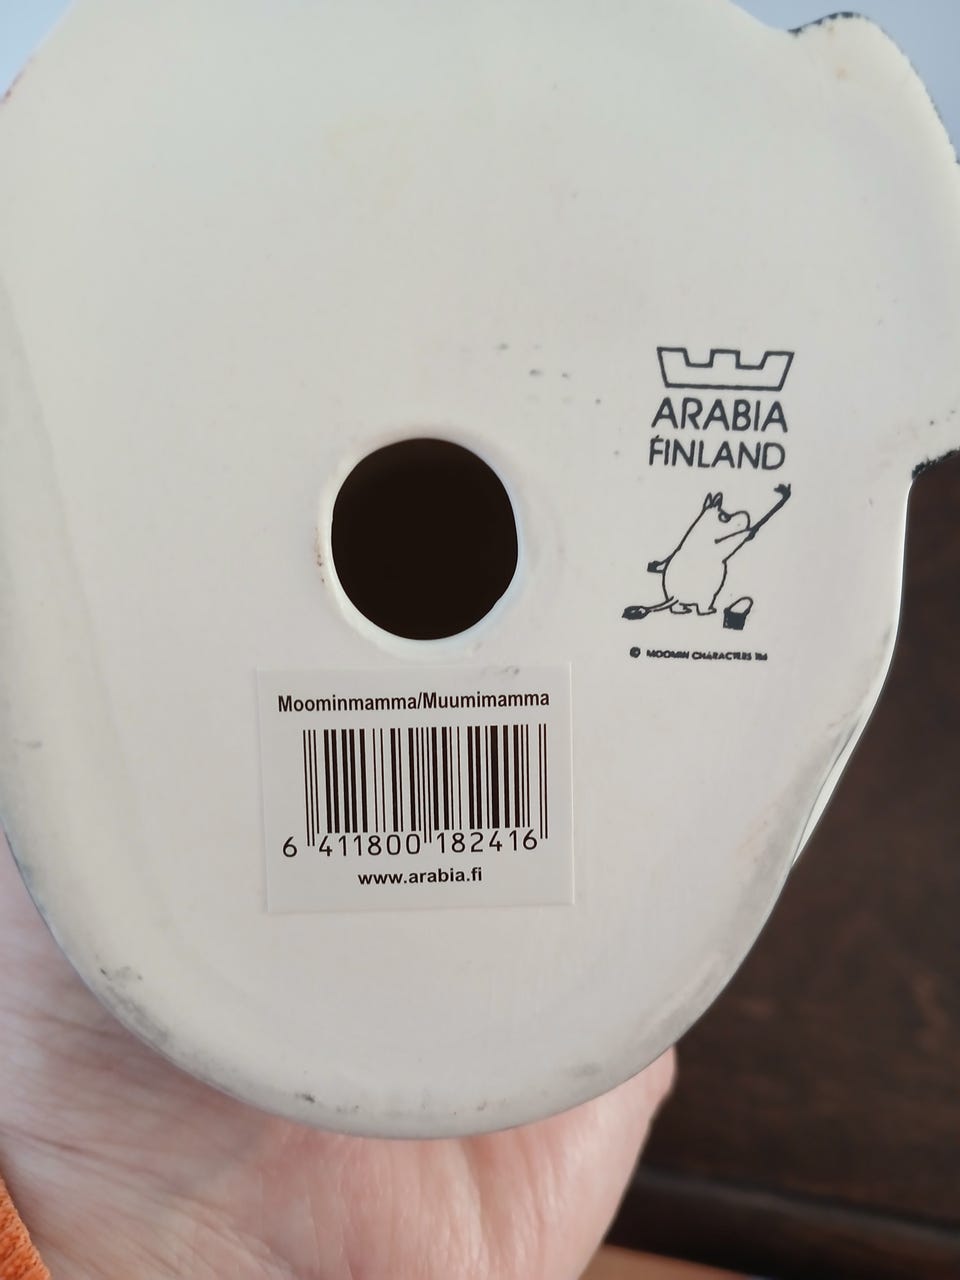 ARABIA
FINLAND
© MOOMIN CHARACTERS TM
Moominmamma/Muumimamma
6 411800 182416
www.arabia.fi